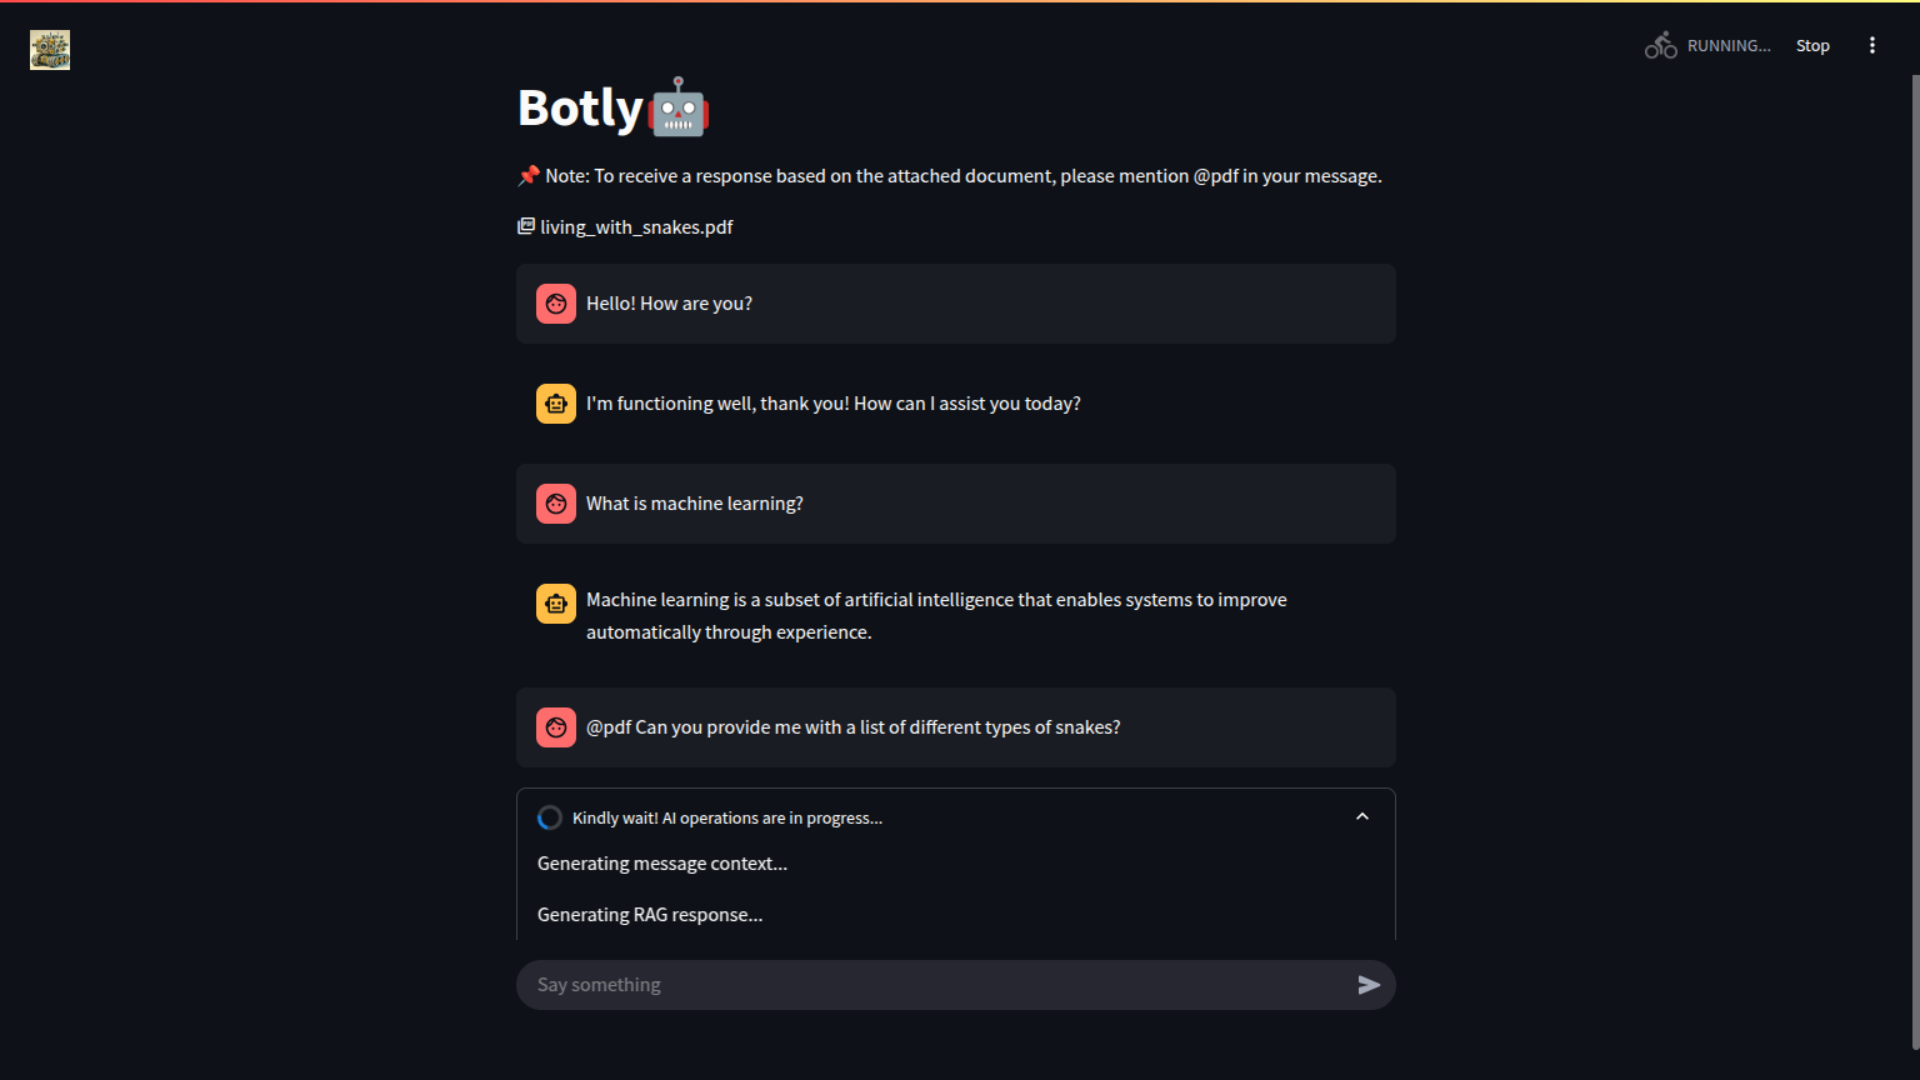 RUNNING...
Stop
Botly🤖
📌 Note: To receive a response based on the attached document, please mention @pdf in your message.
living_with_snakes.pdf
Hello! How are you?
I'm functioning well, thank you! How can I assist you today?
What is machine learning?
Machine learning is a subset of artificial intelligence that enables systems to improve
automatically through experience.
@pdf Can you provide me with a list of different types of snakes?
Kindly wait! AI operations are in progress...
Generating message context...
Generating RAG response...
Say something